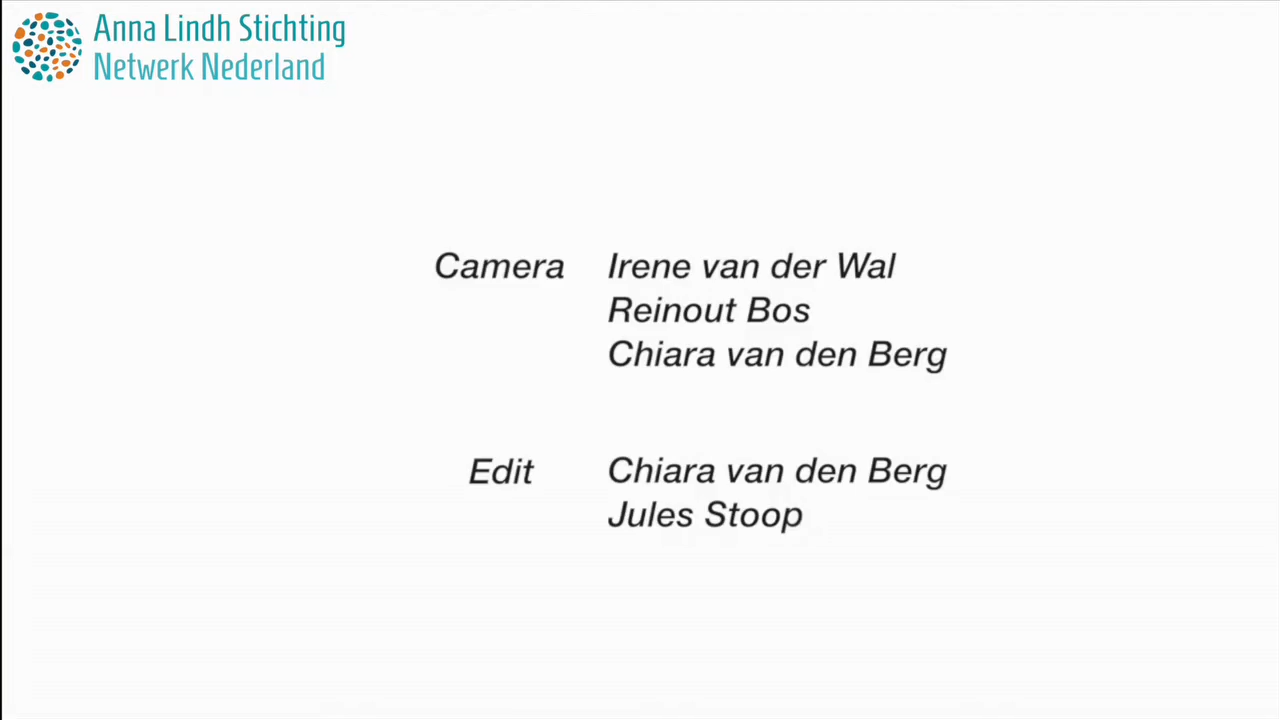 Anna Lindh Stichting
Netwerk Nederland
Camera Irene van der Wal
Reinout Bos
Chiara van den Berg
Edit Chiara van den Berg
Jules Stoop